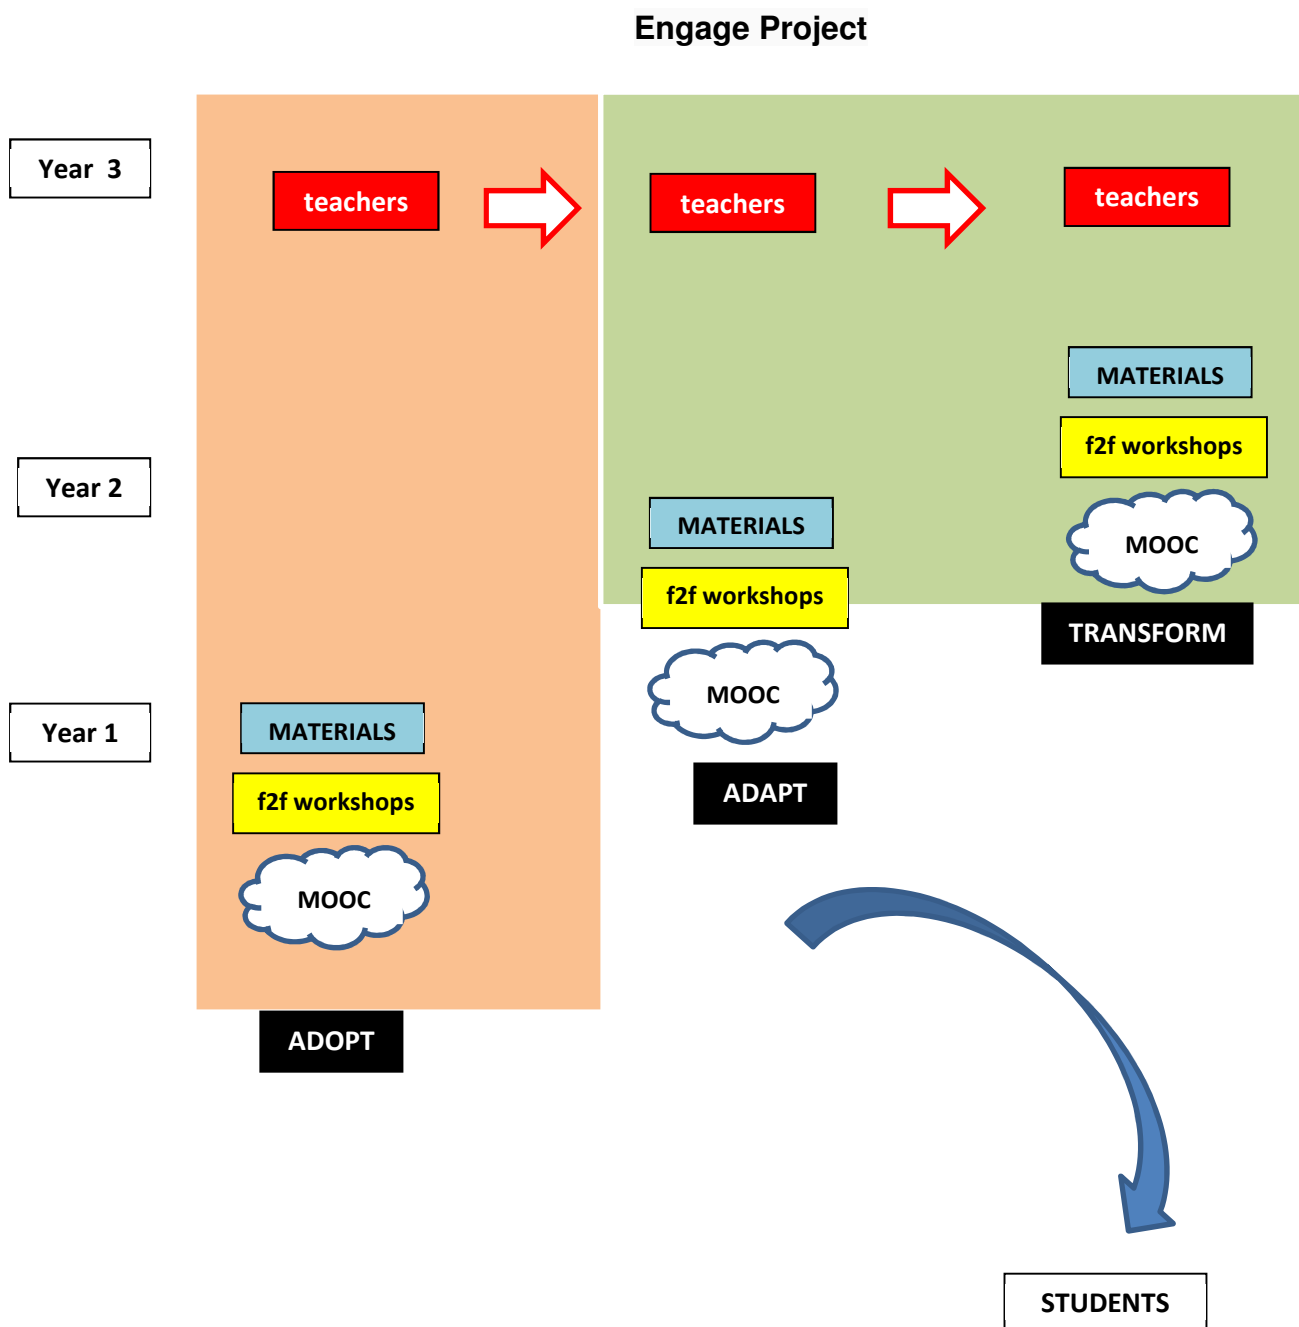 Engage Project
Year 3
teachers
teachers
teachers
MATERIALS
f2f workshops
Year 2
MATERIALS
MOOC
f2f workshops
TRANSFORM
MOOC
Year 1
MATERIALS
ADAPT
f2f workshops
MOOC
ADOPT
STUDENTS